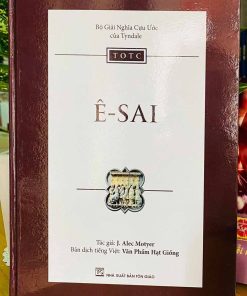 Bộ Giải Nghĩa Cựu Ước
của Tyndale
TOTC
Ê-SAI
Tác giả: J. Alec Motyer
Bản dịch tiếng Việt: Văn Phẩm Hạt Giống
NHÀ XUẤT BẢN TÔN GIÁO